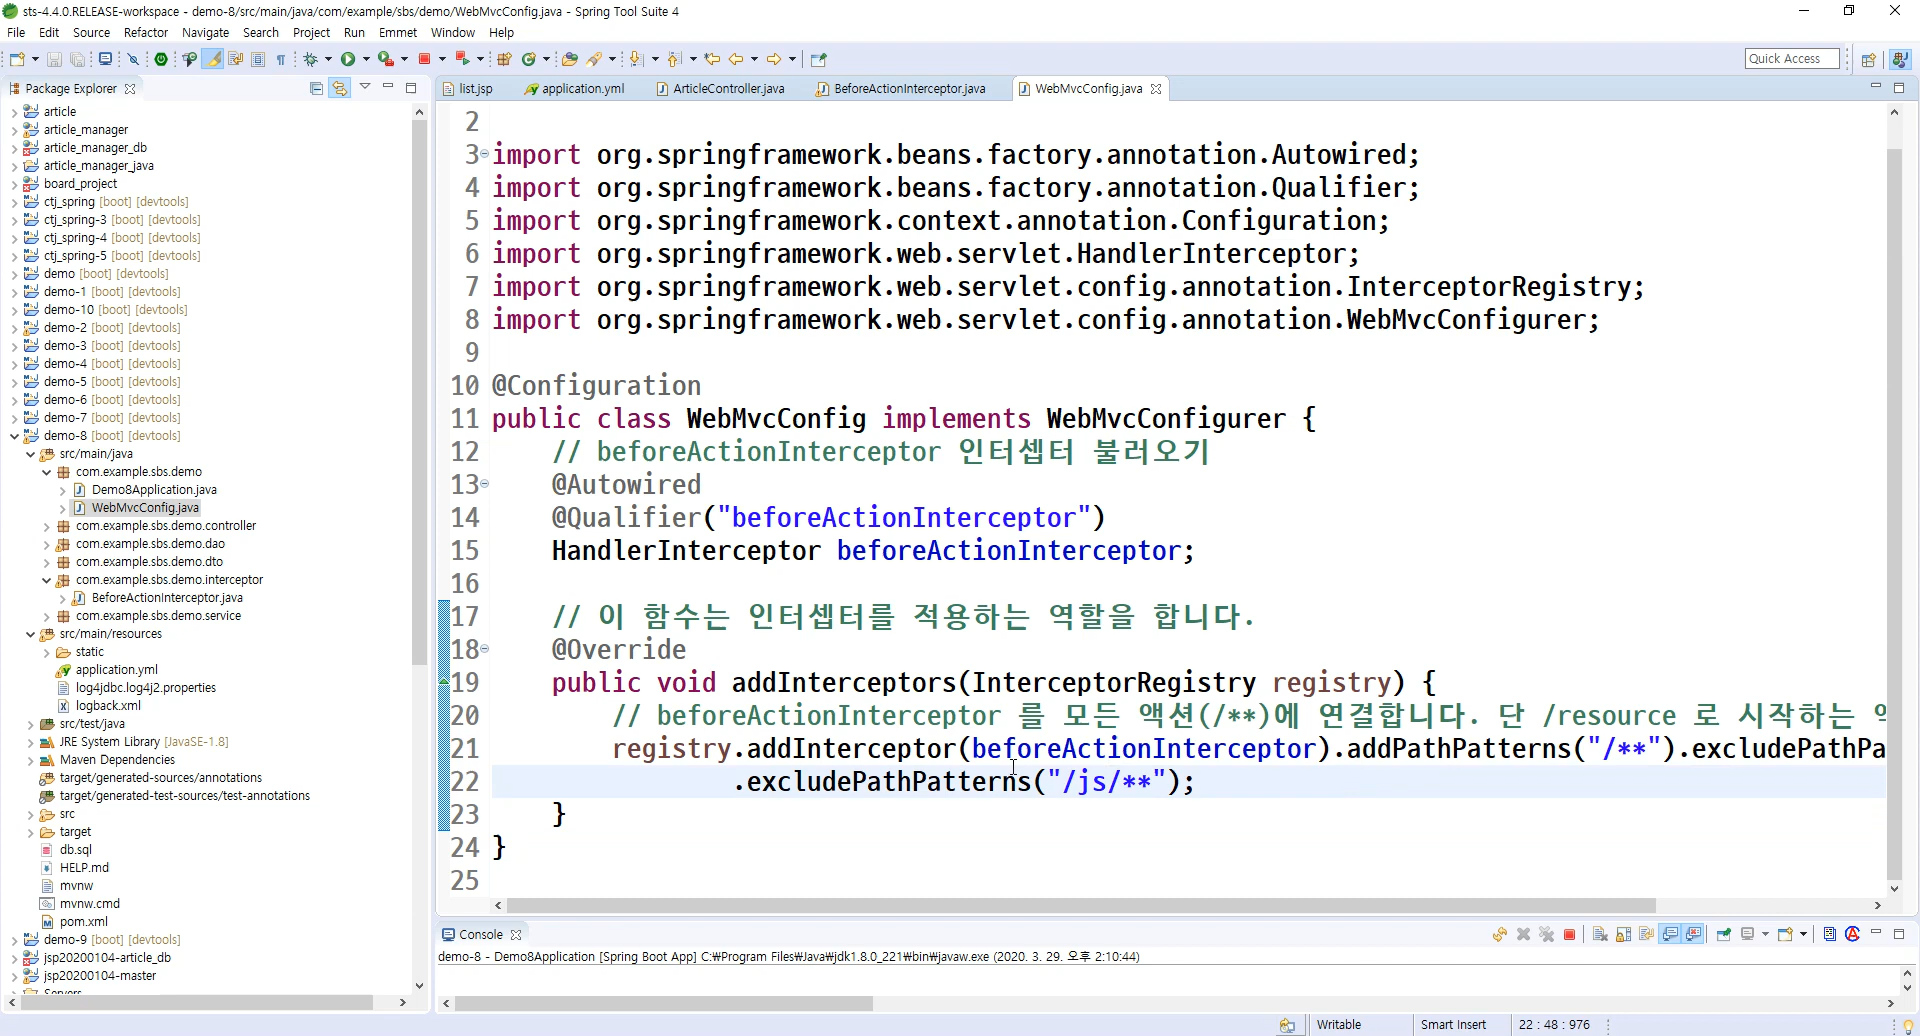 sts-4.4.0.RELEASE-workspace - demo-8/src/main/java/com/example/sbs/demo/WebMvcConfig.java - Spring Tool Suite 4
File Edit Source Refactor Navigate Search Project Run Emmet Window Help
Quick Access
Package Explorer
list.jsp application.yml ArticleController.java BeforeActionInterceptor.java WebMvcConfig.java
article
article_manager
article_manager_db
article_manager_java
board_project
ctj_spring [boot] [devtools]
ctj_spring-3 [boot] [devtools]
ctj_spring-4 [boot] [devtools]
ctj_spring-5 [boot] [devtools]
demo [boot] [devtools]
demo-1 [boot] [devtools]
demo-10 [boot] [devtools]
demo-2 [boot] [devtools]
demo-3 [boot] [devtools]
demo-4 [boot] [devtools]
demo-5 [boot] [devtools]
demo-6 [boot] [devtools]
demo-7 [boot] [devtools]
demo-8 [boot] [devtools]
src/main/java
com.example.sbs.demo
Demo8Application.java
WebMvcConfig.java
com.example.sbs.demo.controller
com.example.sbs.demo.dao
com.example.sbs.demo.dto
com.example.sbs.demo.interceptor
BeforeActionInterceptor.java
com.example.sbs.demo.service
src/main/resources
static
application.yml
log4jdbc.log4j2.properties
logback.xml
src/test/java
JRE System Library [JavaSE-1.8]
Maven Dependencies
target/generated-sources/annotations
target/generated-test-sources/test-annotations
src
target
db.sql
HELP.md
mvnw
mvnw.cmd
pom.xml
demo-9 [boot] [devtools]
jsp20200104-article_db
jsp20200104-master
Servers
2
3 import org.springframework.beans.factory.annotation.Autowired;
4 import org.springframework.beans.factory.annotation.Qualifier;
5 import org.springframework.context.annotation.Configuration;
6 import org.springframework.web.servlet.HandlerInterceptor;
7 import org.springframework.web.servlet.config.annotation.InterceptorRegistry;
8 import org.springframework.web.servlet.config.annotation.WebMvcConfigurer;
9
10 @Configuration
11 public class WebMvcConfig implements WebMvcConfigurer {
12 // beforeActionInterceptor 인터셉터 불러오기
13 @Autowired
14 @Qualifier("beforeActionInterceptor")
15 HandlerInterceptor beforeActionInterceptor;
16
17 // 이 함수는 인터셉터를 적용하는 역할을 합니다.
18 @Override
19 public void addInterceptors(InterceptorRegistry registry) {
20 // beforeActionInterceptor 를 모든 액션(/**)에 연결합니다. 단 /resource 로 시작하는
21 registry.addInterceptor(beforeActionInterceptor).addPathPatterns("/**").excludePathPa
22 .excludePathPatterns("/js/**");
23 }
24 }
25
Console
demo-8 - Demo8Application [Spring Boot App] C:₩Program Files₩Java₩jdk1.8.0_221₩bin₩javaw.exe (2020. 3. 29. 오후 2:10:44)
Writable Smart Insert 22 : 48 : 976